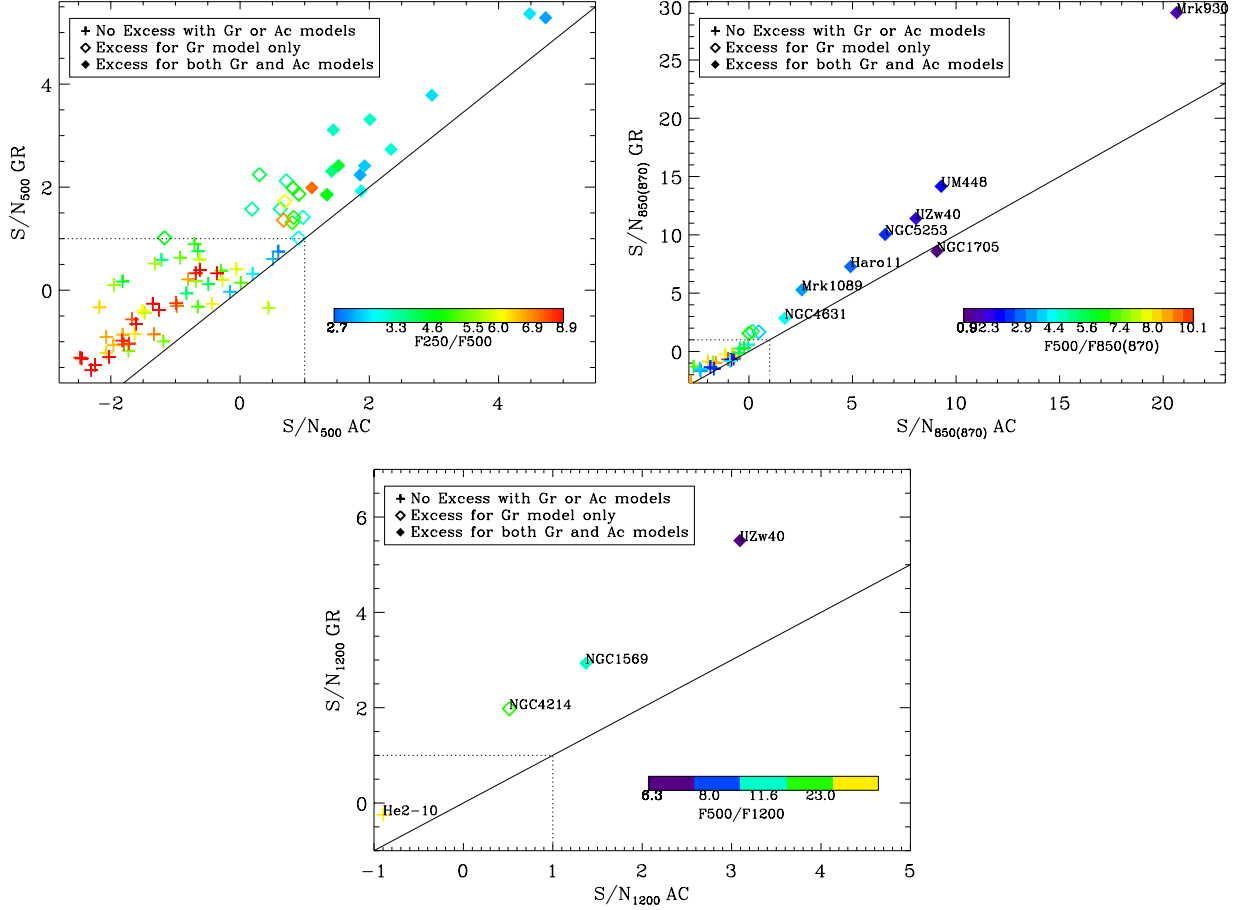 No Excess with Gr or Ac models
Excess for Gr model only
Excess for both Gr and Ac models
4
2
0
S/N500 GR
-2
0
2
4
S/N500 AC
2.7
3.3
4.6
5.5
6.0
6.9
8.9
F250/F500
No Excess with Gr or Ac models
Excess for Gr model only
Excess for both Gr and Ac models
Mrk930
UM448
IIZw40
NGC5253
NGC1705
Haro11
Mrk1089
NGC4631
30
25
20
15
10
5
0
S/N850(870) GR
0
5
10
15
20
S/N850(870) AC
2.3
2.9
4.4
5.6
7.4
8.0
10.1
F500/F850(870)
No Excess with Gr or Ac models
Excess for Gr model only
Excess for both Gr and Ac models
IIZw40
NGC1569
NGC4214
He2-10
6
4
2
0
S/N1200 GR
-1
0
1
2
3
4
5
S/N1200 AC
8.0
11.6
23.0
F500/F1200